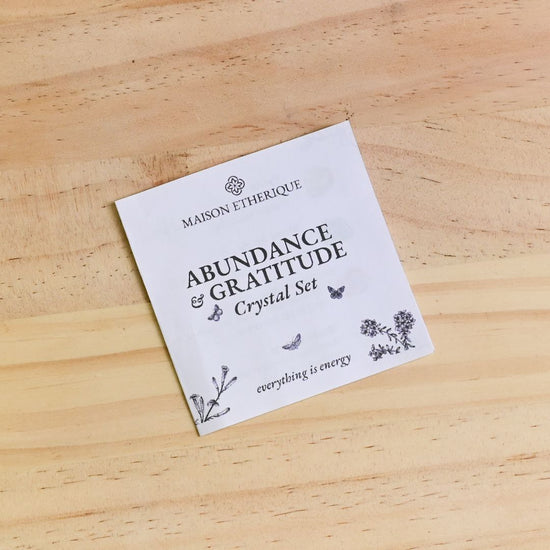 MAISON ETHERIQUE
ABUNDANCE
& GRATITUDE
Crystal Set
everything is energy